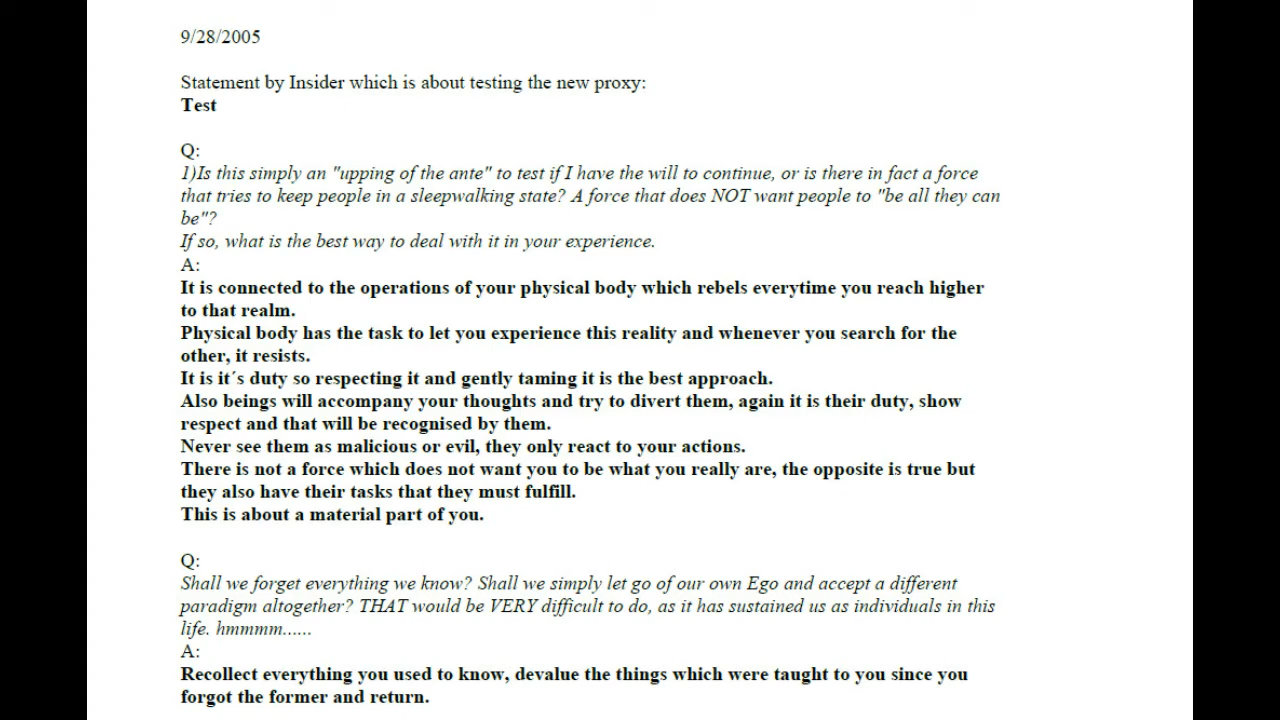 9/28/2005
Statement by Insider which is about testing the new proxy:
Test
Q:
1)Is this simply an "upping of the ante" to test if I have the will to continue, or is there in fact a force
that tries to keep people in a sleepwalking state? A force that does NOT want people to "be all they can
be"?
If so, what is the best way to deal with it in your experience.
A:
It is connected to the operations of your physical body which rebels everytime you reach higher
to that realm.
Physical body has the task to let you experience this reality and whenever you search for the
other, it resists.
It is it´s duty so respecting it and gently taming it is the best approach.
Also beings will accompany your thoughts and try to divert them, again it is their duty, show
respect and that will be recognised by them.
Never see them as malicious or evil, they only react to your actions.
There is not a force which does not want you to be what you really are, the opposite is true but
they also have their tasks that they must fulfill.
This is about a material part of you.
Q:
Shall we forget everything we know? Shall we simply let go of our own Ego and accept a different
paradigm altogether? THAT would be VERY difficult to do, as it has sustained us as individuals in this
life. hmmmm......
A:
Recollect everything you used to know, devalue the things which were taught to you since you
forgot the former and return.